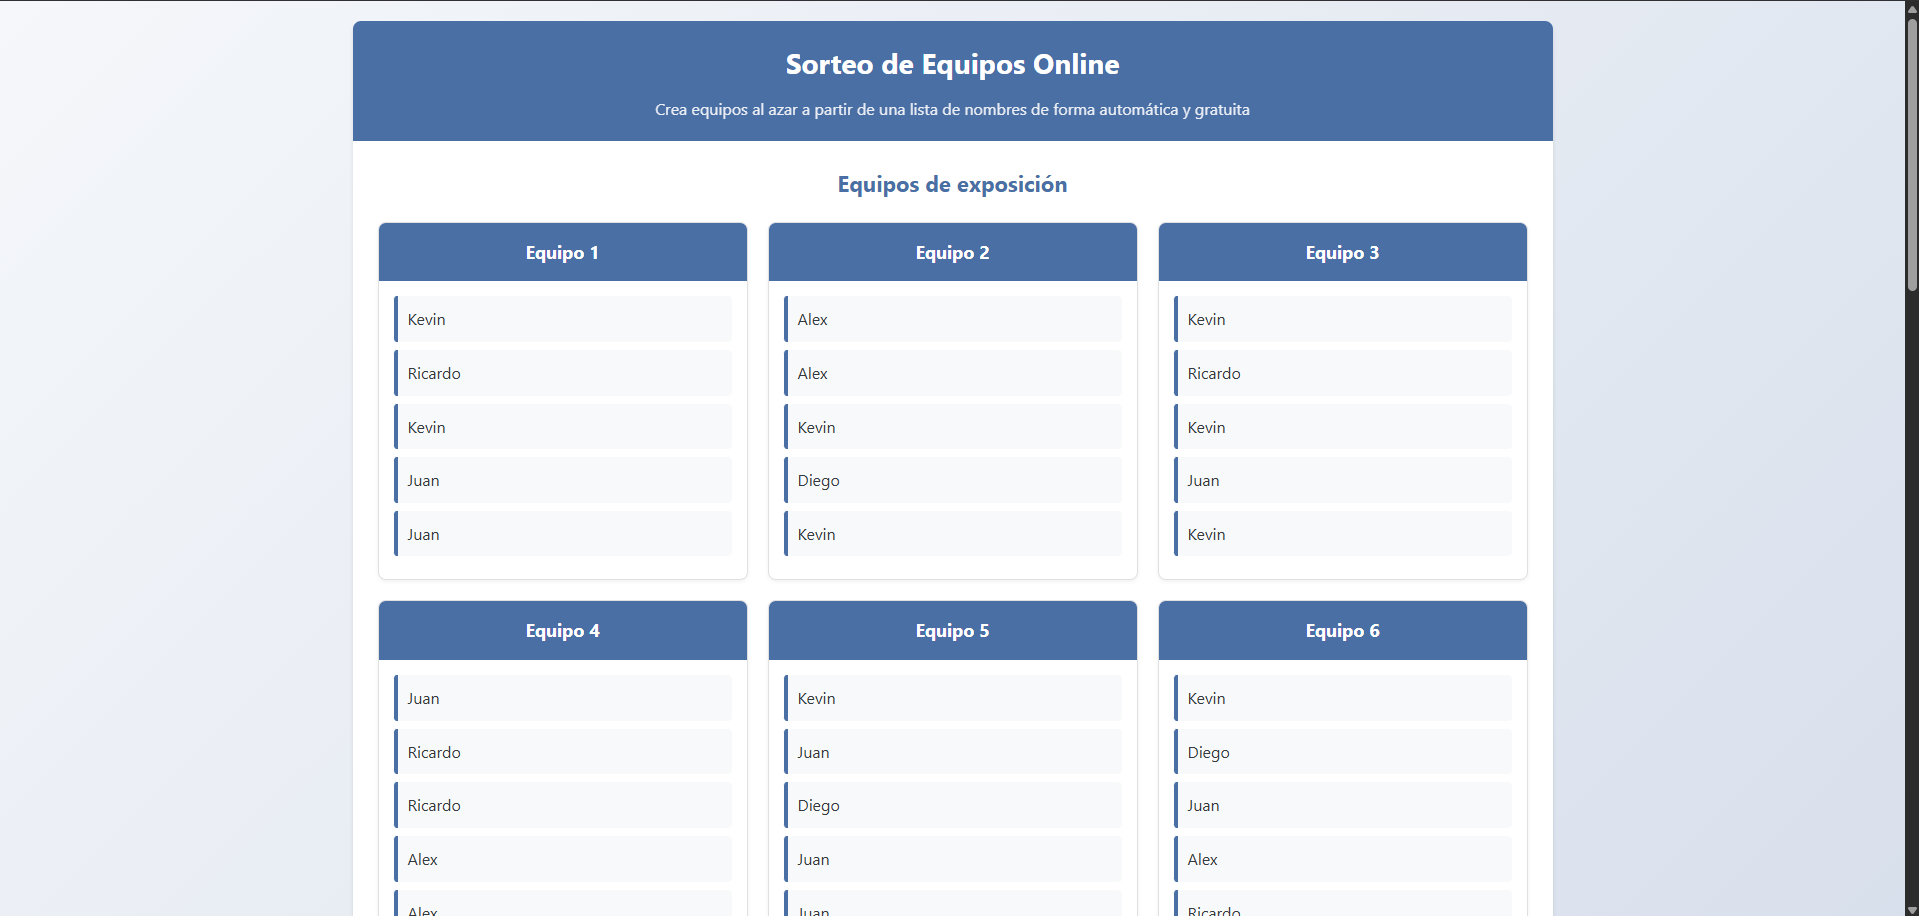 Sorteo de Equipos Online
Crea equipos al azar a partir de una lista de nombres de forma automática y gratuita
Equipos de exposición
Equipo 1
Kevin
Ricardo
Kevin
Juan
Juan
Equipo 2
Alex
Alex
Kevin
Diego
Kevin
Equipo 3
Kevin
Ricardo
Kevin
Juan
Kevin
Equipo 4
Juan
Ricardo
Ricardo
Alex
Alex
Equipo 5
Kevin
Juan
Diego
Juan
Juan
Equipo 6
Kevin
Diego
Juan
Alex
Ricardo